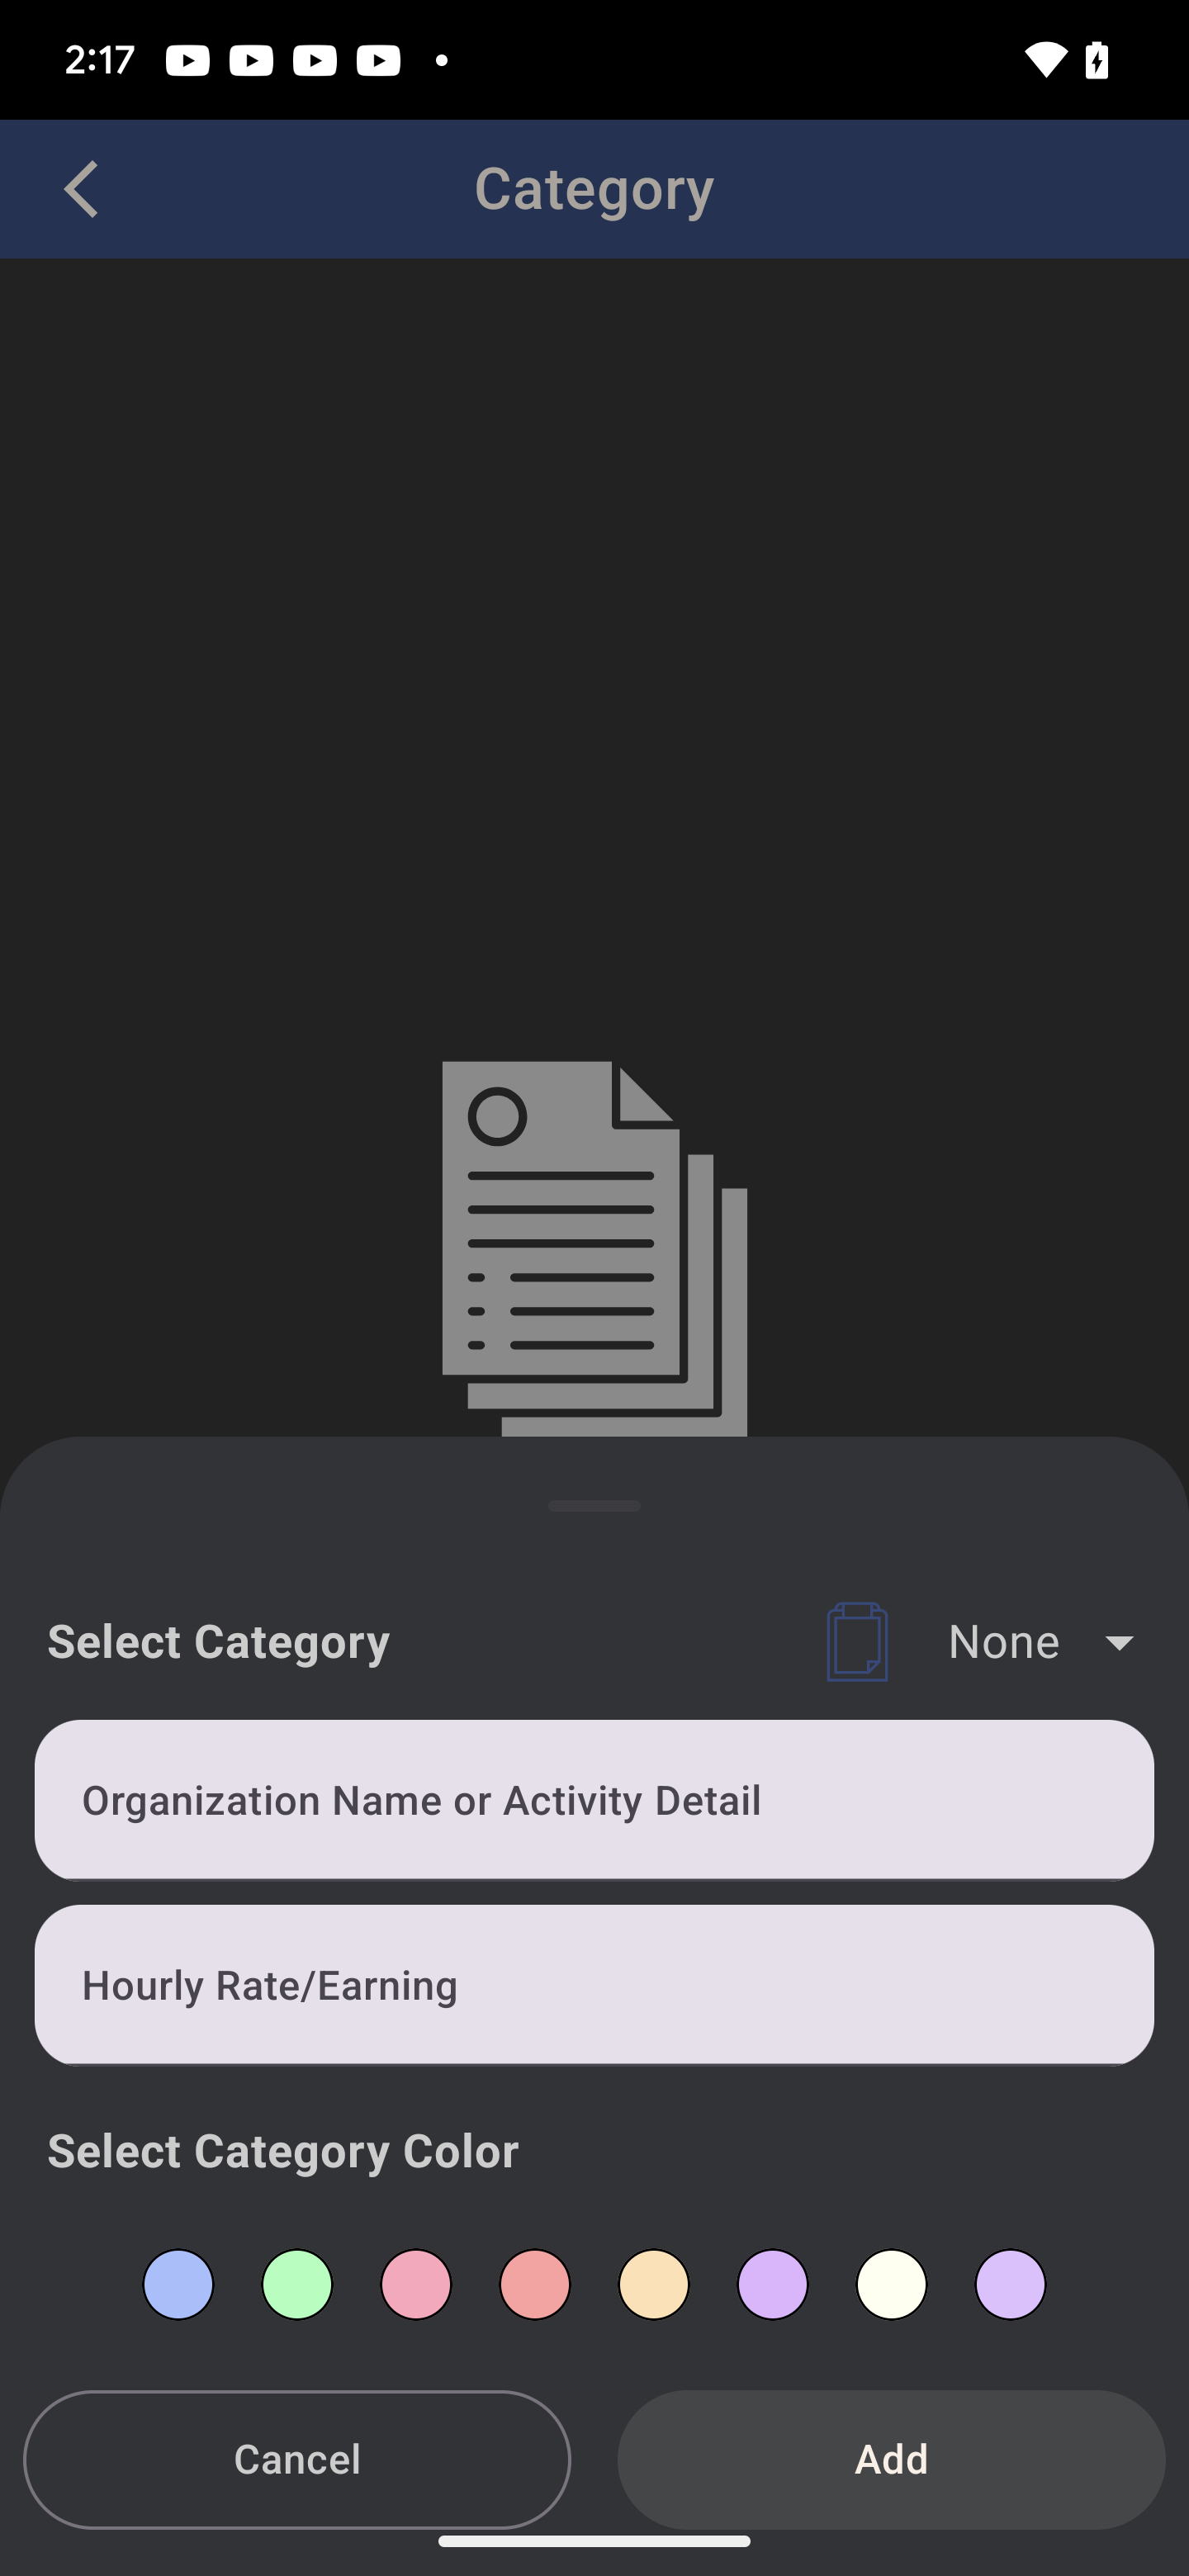 2:17
Category
Select Category
None
Organization Name or Activity Detail
Hourly Rate/Earning
Select Category Color
Cancel
Add